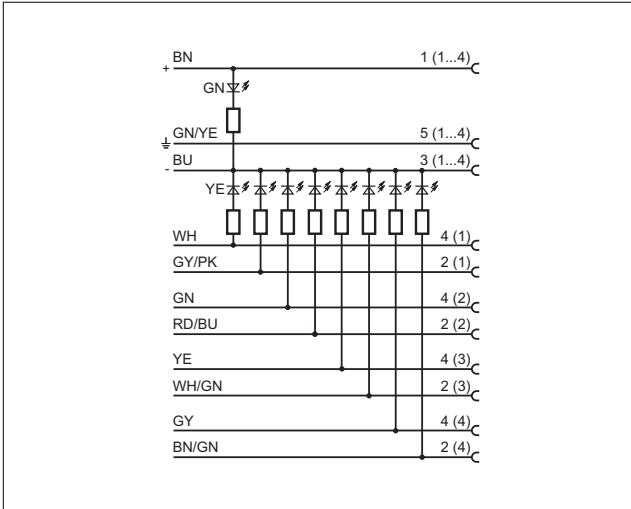 BN 1 (1...4)
+
GN
GN/YE 5 (1...4)
BU 3 (1...4)
-
YE
WH 4 (1)
GY/PK 2 (1)
GN 4 (2)
RD/BU 2 (2)
YE 4 (3)
WH/GN 2 (3)
GY 4 (4)
BN/GN 2 (4)